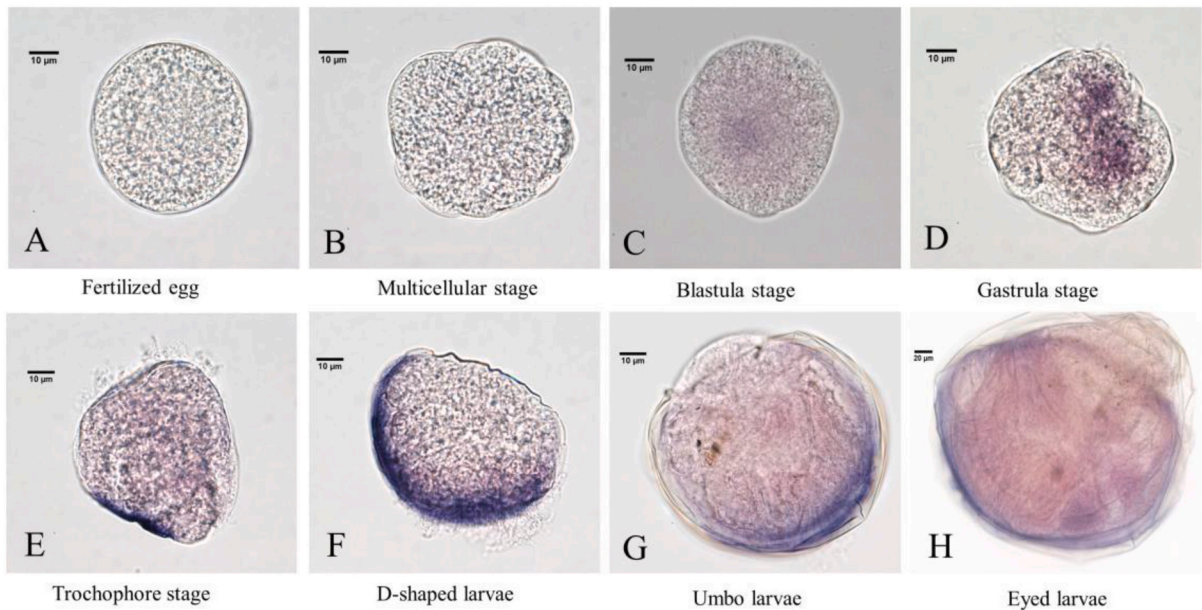 10 μm
10 μm
10 μm
10 μm
A
B
C
D
Fertilized egg
Multicellular stage
Blastula stage
Gastrula stage
10 μm
10 μm
10 μm
20 μm
E
F
G
H
Trochophore stage
D-shaped larvae
Umbo larvae
Eyed larvae